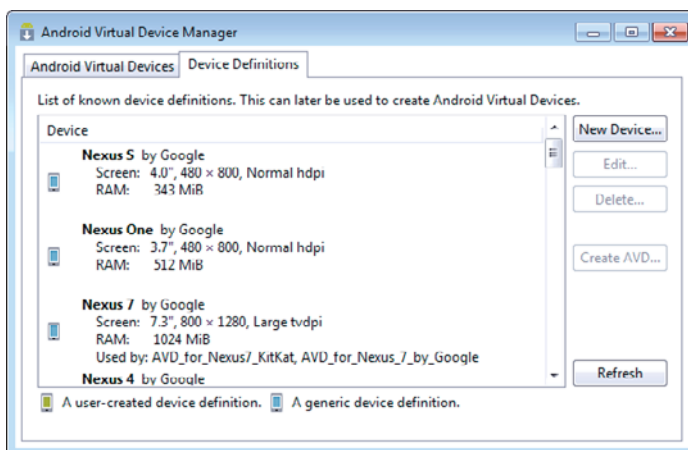 Android Virtual Device Manager
Android Virtual Devices
Device Definitions
List of known device definitions. This can later be used to create Android Virtual Devices.
Device
Nexus S by Google
Screen: 4.0", 480 × 800, Normal hdpi
RAM: 343 MiB
Nexus One by Google
Screen: 3.7", 480 × 800, Normal hdpi
RAM: 512 MiB
Nexus 7 by Google
Screen: 7.3", 800 × 1280, Large tvdpi
RAM: 1024 MiB
Used by: AVD_for_Nexus7_KitKat, AVD_for_Nexus_7_by_Google
Nexus 4 by Google
New Device...
Edit...
Delete...
Create AVD...
Refresh
A user-created device definition.
A generic device definition.